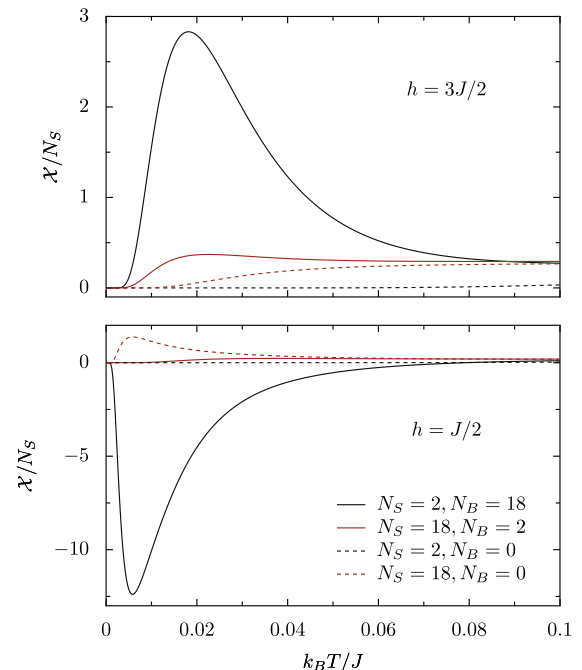 3
2
1
0
𝒳/N_S
h = 3J/2
0
−5
−10
𝒳/N_S
h = J/2
N_S = 2, N_B = 18
N_S = 18, N_B = 2
N_S = 2, N_B = 0
N_S = 18, N_B = 0
0 0.02 0.04 0.06 0.08 0.1
k_BT/J